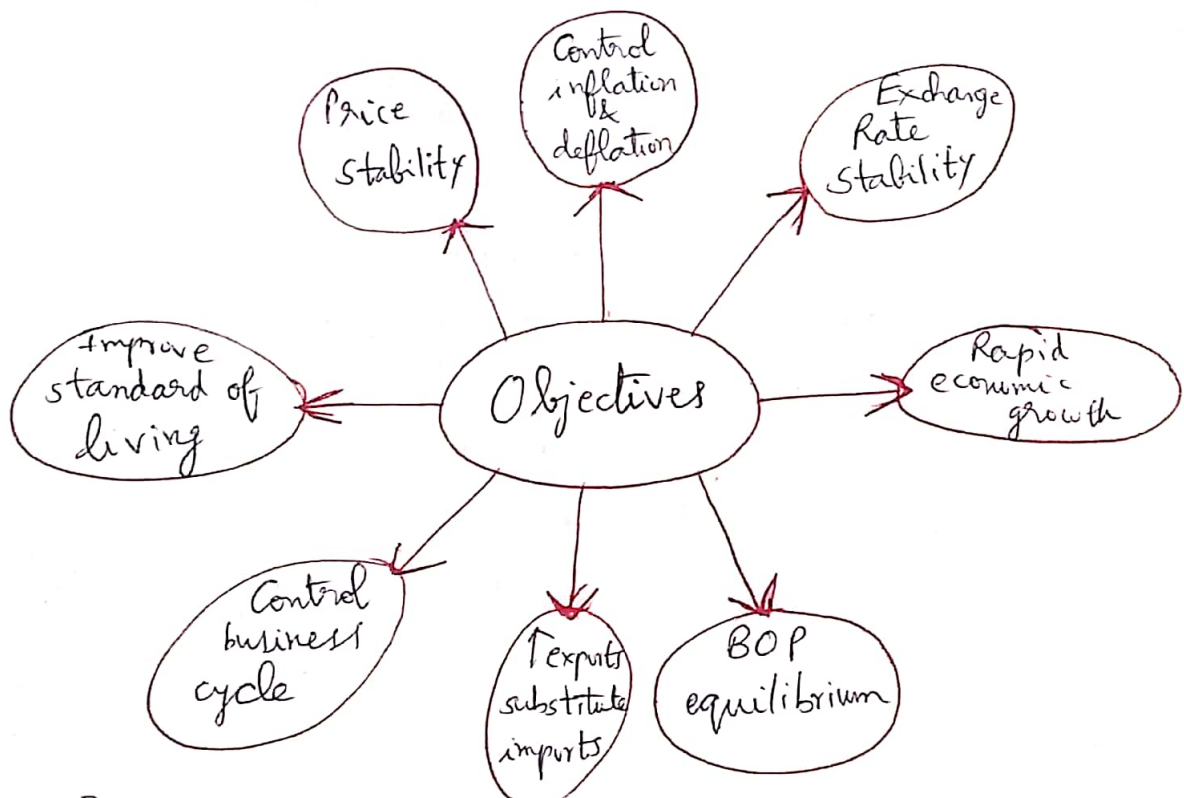 Control
inflation
&
deflation
Price
stability
Exchange
Rate
stability
Improve
standard of
living
Objectives
Rapid
economic
growth
Control
business
cycle
↑ exports
substitute
imports
BOP
equilibrium